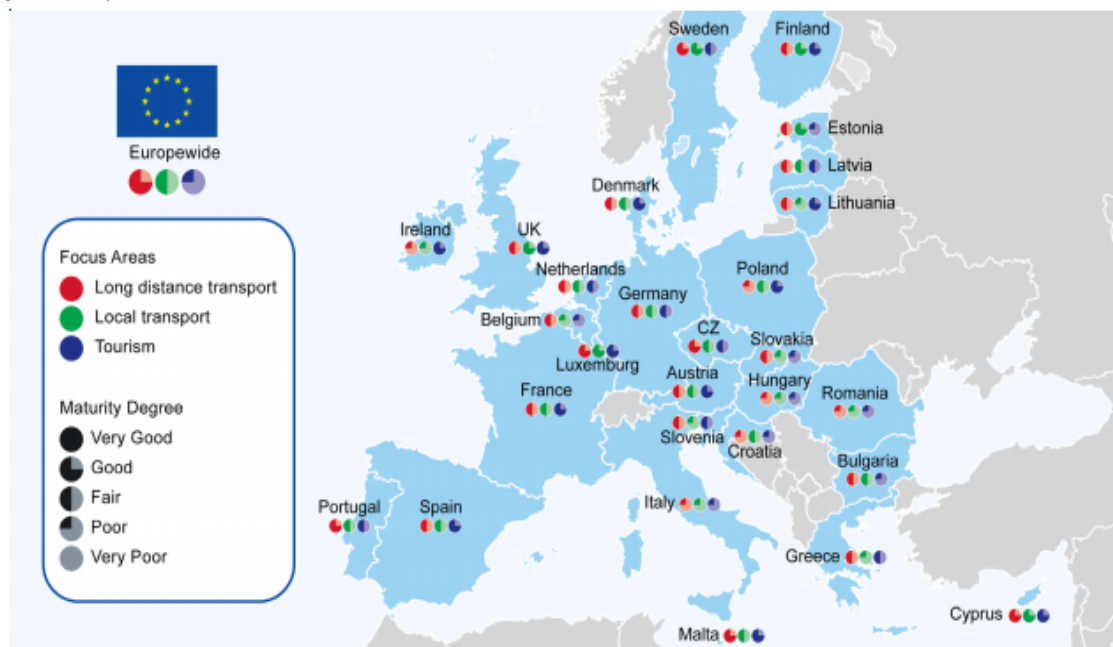 Sweden
Finland
Europewide
Estonia
Latvia
Denmark
Lithuania
Ireland
UK
Netherlands
Poland
Germany
Belgium
CZ
Slovakia
Luxemburg
Austria
Hungary
France
Romania
Slovenia
Croatia
Bulgaria
Portugal
Spain
Italy
Greece
Cyprus
Malta
Focus Areas
Long distance transport
Local transport
Tourism
Maturity Degree
Very Good
Good
Fair
Poor
Very Poor